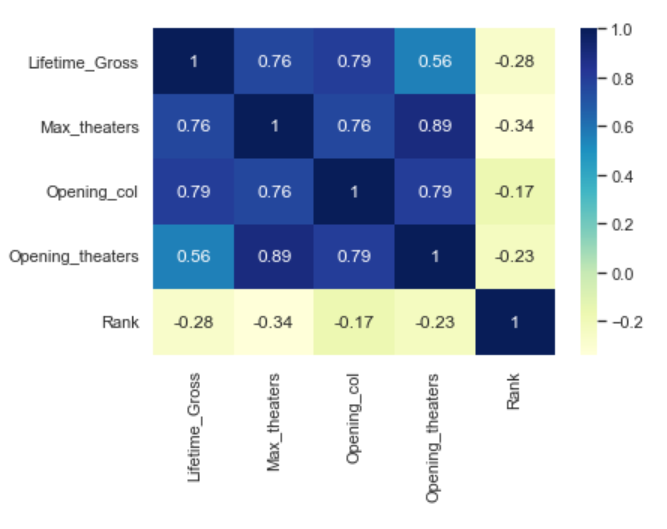 Lifetime_Gross 1 0.76 0.79 0.56 -0.28
Max_theaters 0.76 1 0.76 0.89 -0.34
Opening_col 0.79 0.76 1 0.79 -0.17
Opening_theaters 0.56 0.89 0.79 1 -0.23
Rank -0.28 -0.34 -0.17 -0.23 1
Lifetime_Gross
Max_theaters
Opening_col
Opening_theaters
Rank
1.0
0.8
0.6
0.4
0.2
0.0
−0.2